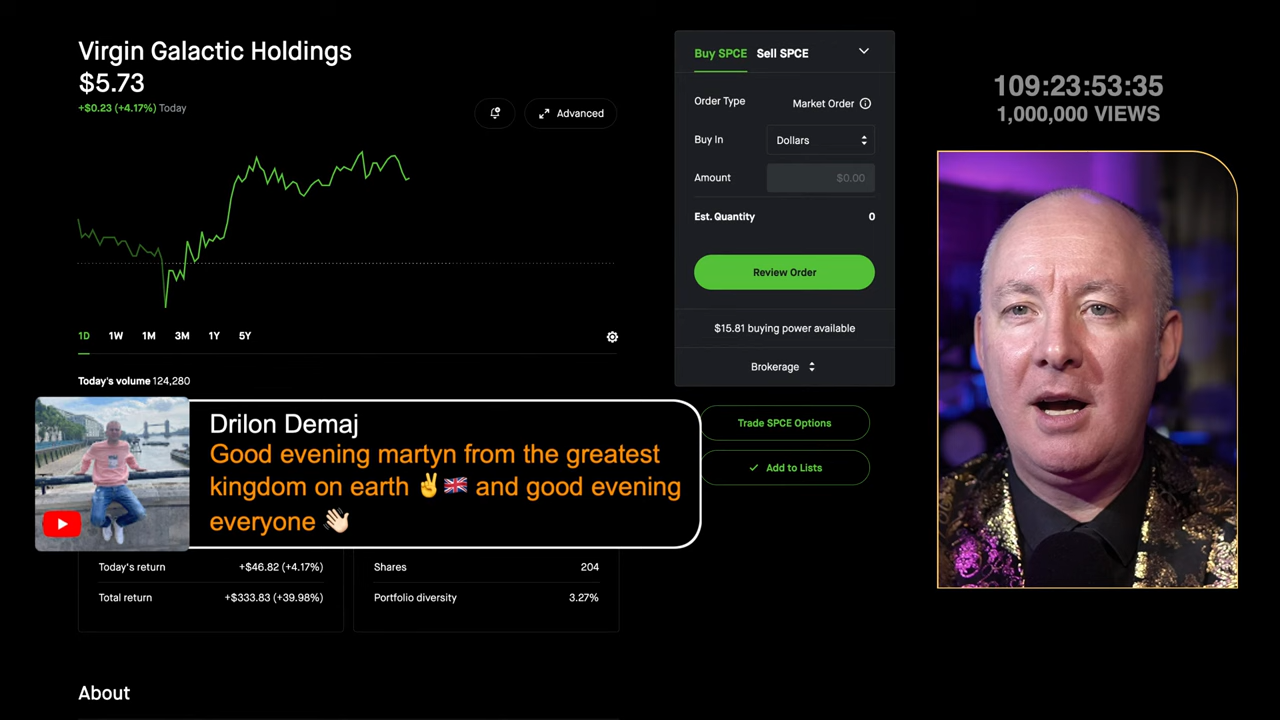 Virgin Galactic Holdings
$5.73
+$0.23 (+4.17%) Today
Advanced
1D 1W 1M 3M 1Y 5Y
Today's volume 124,280
Buy SPCE Sell SPCE
Order Type Market Order
Buy In Dollars
Amount $0.00
Est. Quantity 0
Review Order
$15.81 buying power available
Brokerage
Trade SPCE Options
Add to Lists
109:23:53:35
1,000,000 VIEWS
Drilon Demaj
Good evening martyn from the greatest
kingdom on earth ✌️🇬🇧 and good evening
everyone 👋🏻
Today's return +$46.82 (+4.17%)
Total return +$333.83 (+39.98%)
Shares 204
Portfolio diversity 3.27%
About